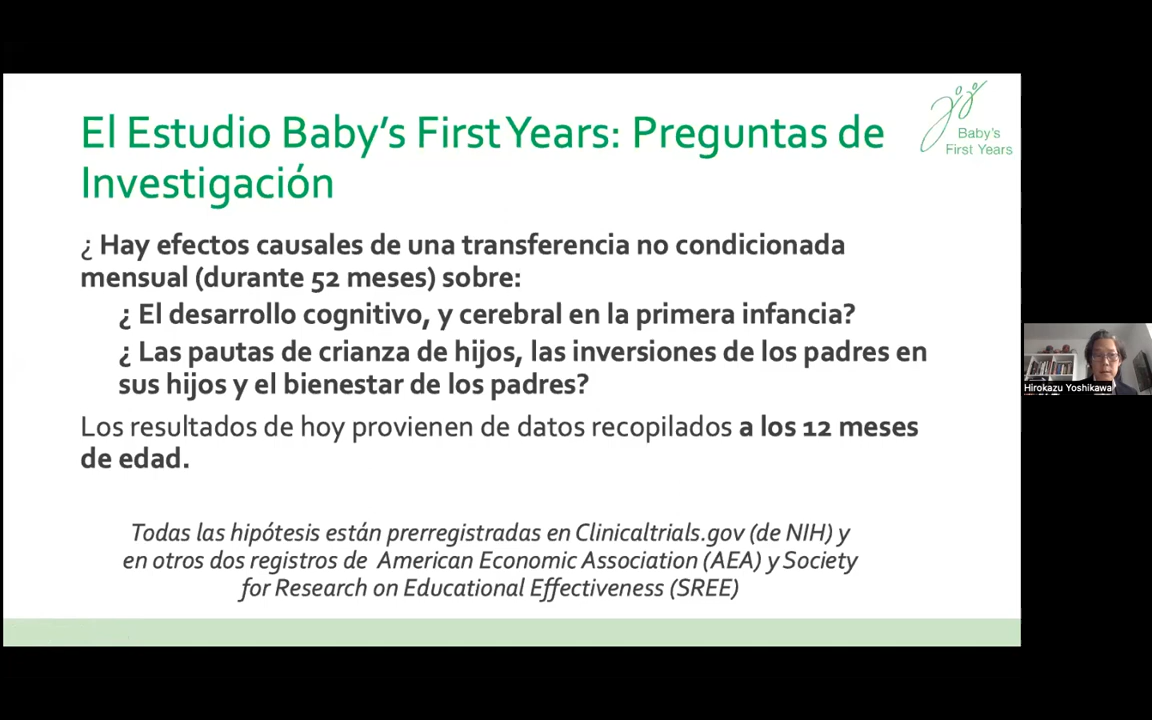 El Estudio Baby's First Years: Preguntas de
Investigación
Baby's
First Years
¿ Hay efectos causales de una transferencia no condicionada
mensual (durante 52 meses) sobre:
¿ El desarrollo cognitivo, y cerebral en la primera infancia?
¿ Las pautas de crianza de hijos, las inversiones de los padres en
sus hijos y el bienestar de los padres?
Los resultados de hoy provienen de datos recopilados a los 12 meses
de edad.
Todas las hipótesis están prerregistradas en Clinicaltrials.gov (de NIH) y
en otros dos registros de American Economic Association (AEA) y Society
for Research on Educational Effectiveness (SREE)
Hirokazu Yoshikawa